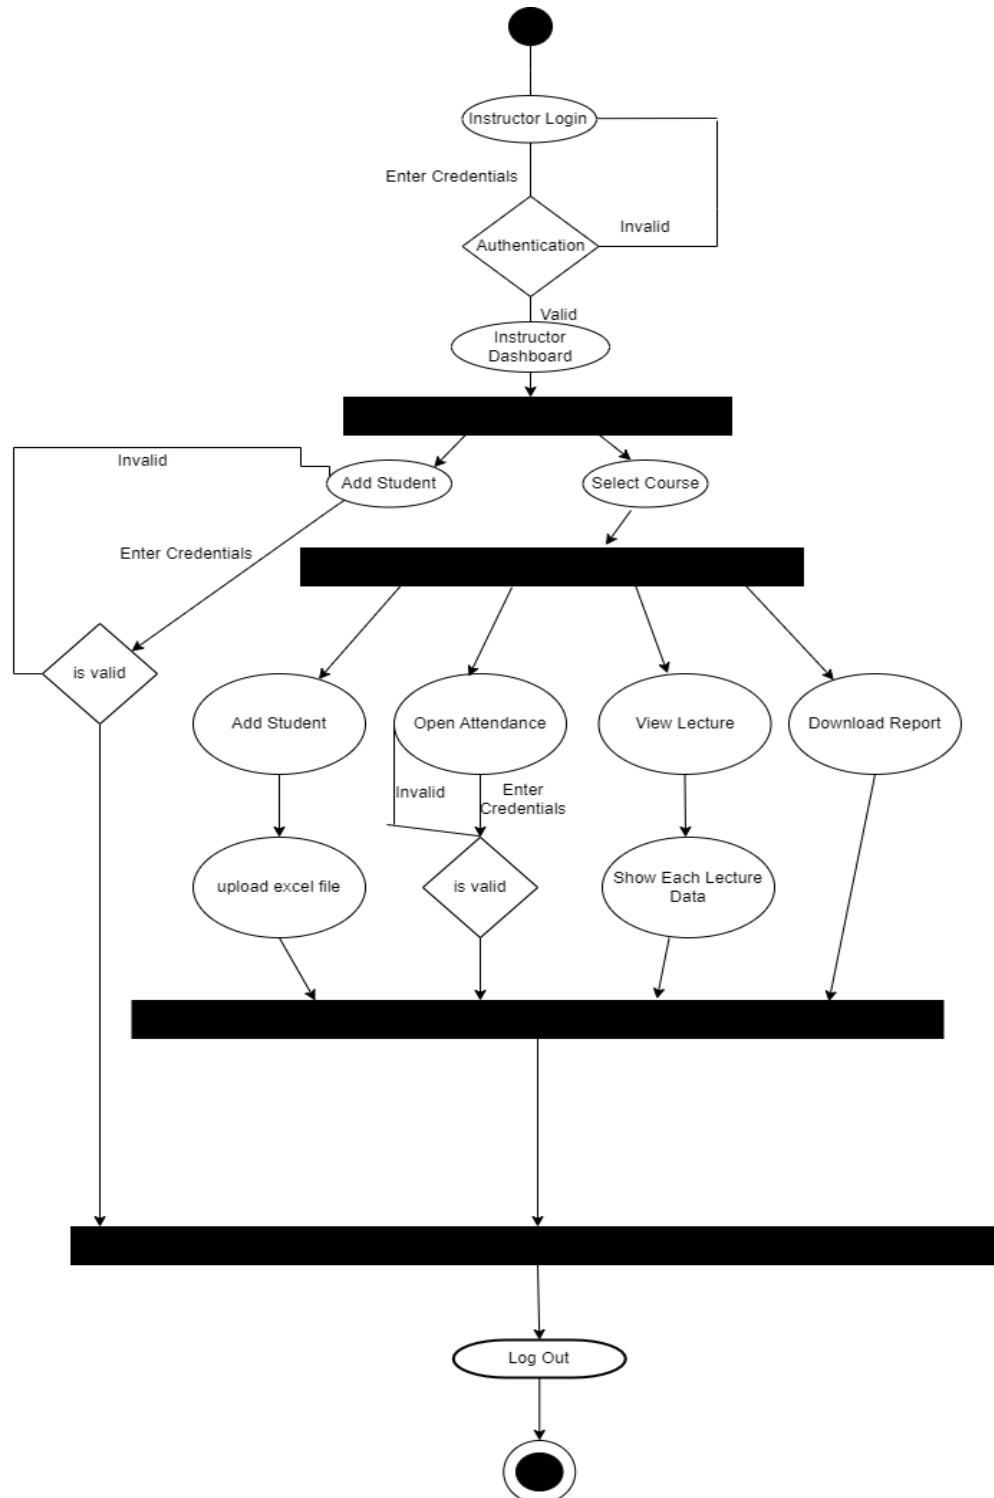 Instructor Login
Enter Credentials
Invalid
Authentication
Valid
Instructor
Dashboard
Invalid
Add Student
Select Course
Enter Credentials
is valid
Add Student
Open Attendance
View Lecture
Download Report
Invalid
Enter
Credentials
upload excel file
is valid
Show Each Lecture
Data
Log Out